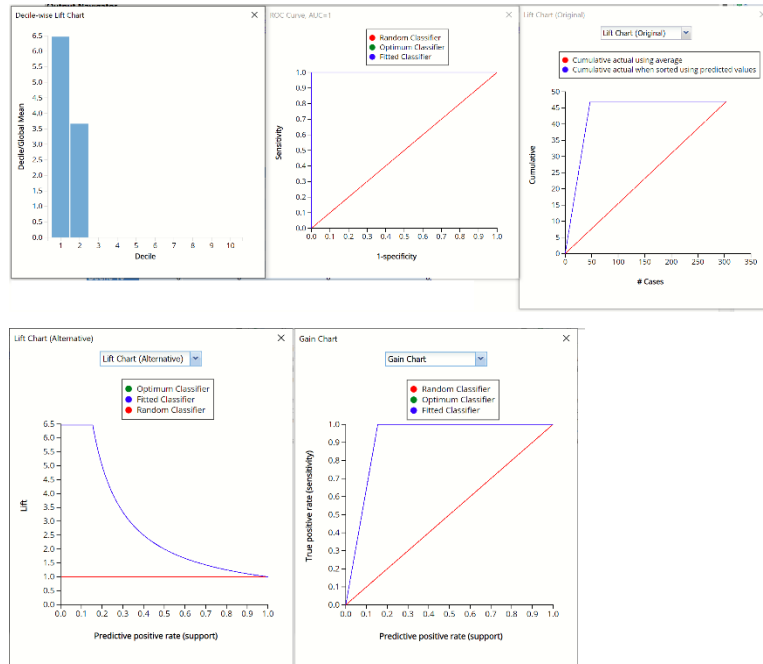 Output Navigator
Decile-wise Lift Chart
Decile/Global Mean
6.5
6.0
5.5
5.0
4.5
4.0
3.5
3.0
2.5
2.0
1.5
1.0
0.5
0.0
1 2 3 4 5 6 7 8 9 10
Decile
ROC Curve, AUC=1
Random Classifier
Optimum Classifier
Fitted Classifier
Sensitivity
1.0
0.9
0.8
0.7
0.6
0.5
0.4
0.3
0.2
0.1
0.0
0.0 0.1 0.2 0.3 0.4 0.5 0.6 0.7 0.8 0.9 1.0
1-specificity
Lift Chart (Original)
Lift Chart (Original)
Cumulative actual using average
Cumulative actual when sorted using predicted values
Cumulative
50
45
40
35
30
25
20
15
10
5
0
0 50 100 150 200 250 300 350
# Cases
Lift Chart (Alternative)
Lift Chart (Alternative)
Optimum Classifier
Fitted Classifier
Random Classifier
Lift
6.5
6.0
5.5
5.0
4.5
4.0
3.5
3.0
2.5
2.0
1.5
1.0
0.5
0.0
0.0 0.1 0.2 0.3 0.4 0.5 0.6 0.7 0.8 0.9 1.0
Predictive positive rate (support)
Gain Chart
Gain Chart
Random Classifier
Optimum Classifier
Fitted Classifier
True positive rate (sensitivity)
1.0
0.9
0.8
0.7
0.6
0.5
0.4
0.3
0.2
0.1
0.0
0.0 0.1 0.2 0.3 0.4 0.5 0.6 0.7 0.8 0.9 1.0
Predictive positive rate (support)